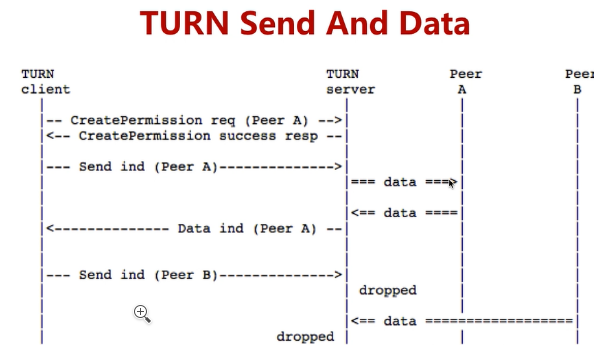 TURN Send And Data
TURN TURN Peer Peer
client server A B
|-- CreatePermission req (Peer A) -->|
|<-- CreatePermission success resp --|
|--- Send ind (Peer A)-------------->|
|=== data ===>|
|<== data ====|
|<-------------- Data ind (Peer A) --|
|--- Send ind (Peer B)-------------->|
dropped
|<== data ==================|
dropped